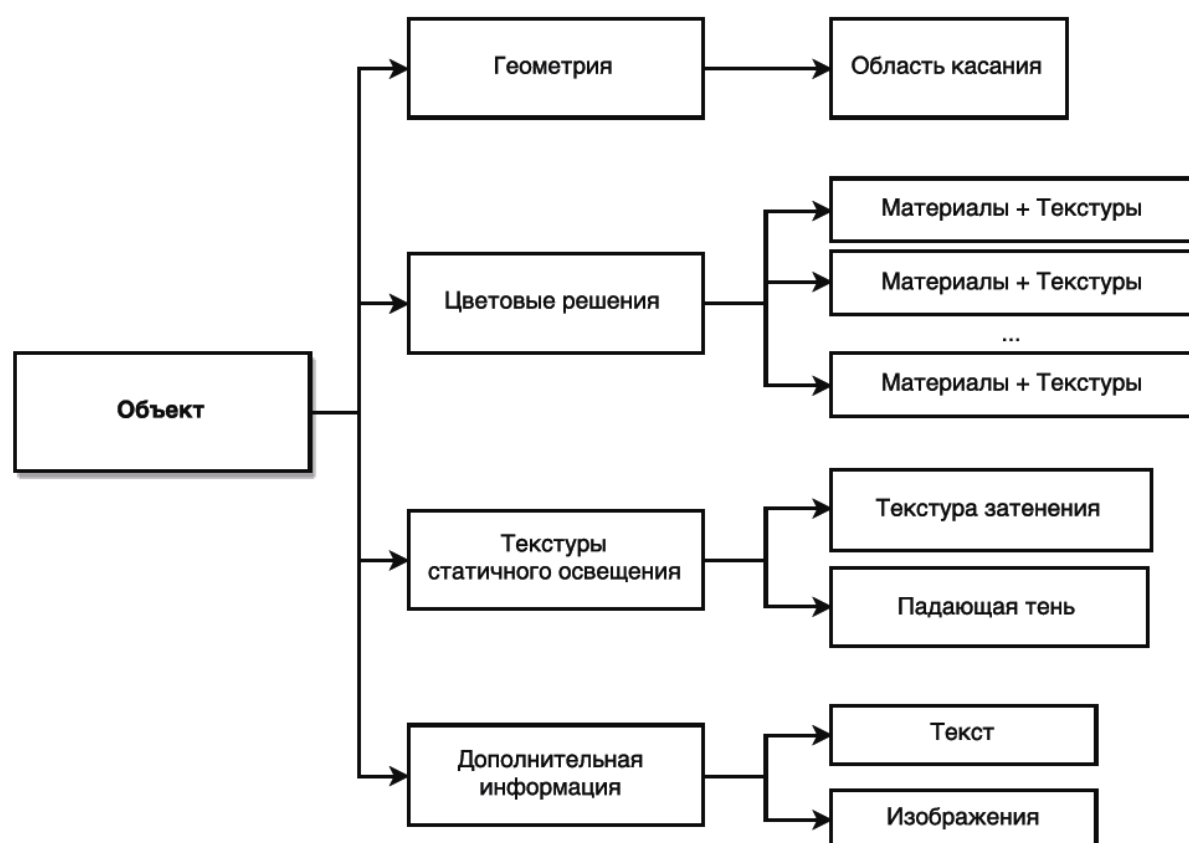 Геометрия
Область касания
Материалы + Текстуры
Цветовые решения
Материалы + Текстуры
...
Материалы + Текстуры
Объект
Текстуры
статичного освещения
Текстура затенения
Падающая тень
Дополнительная
информация
Текст
Изображения